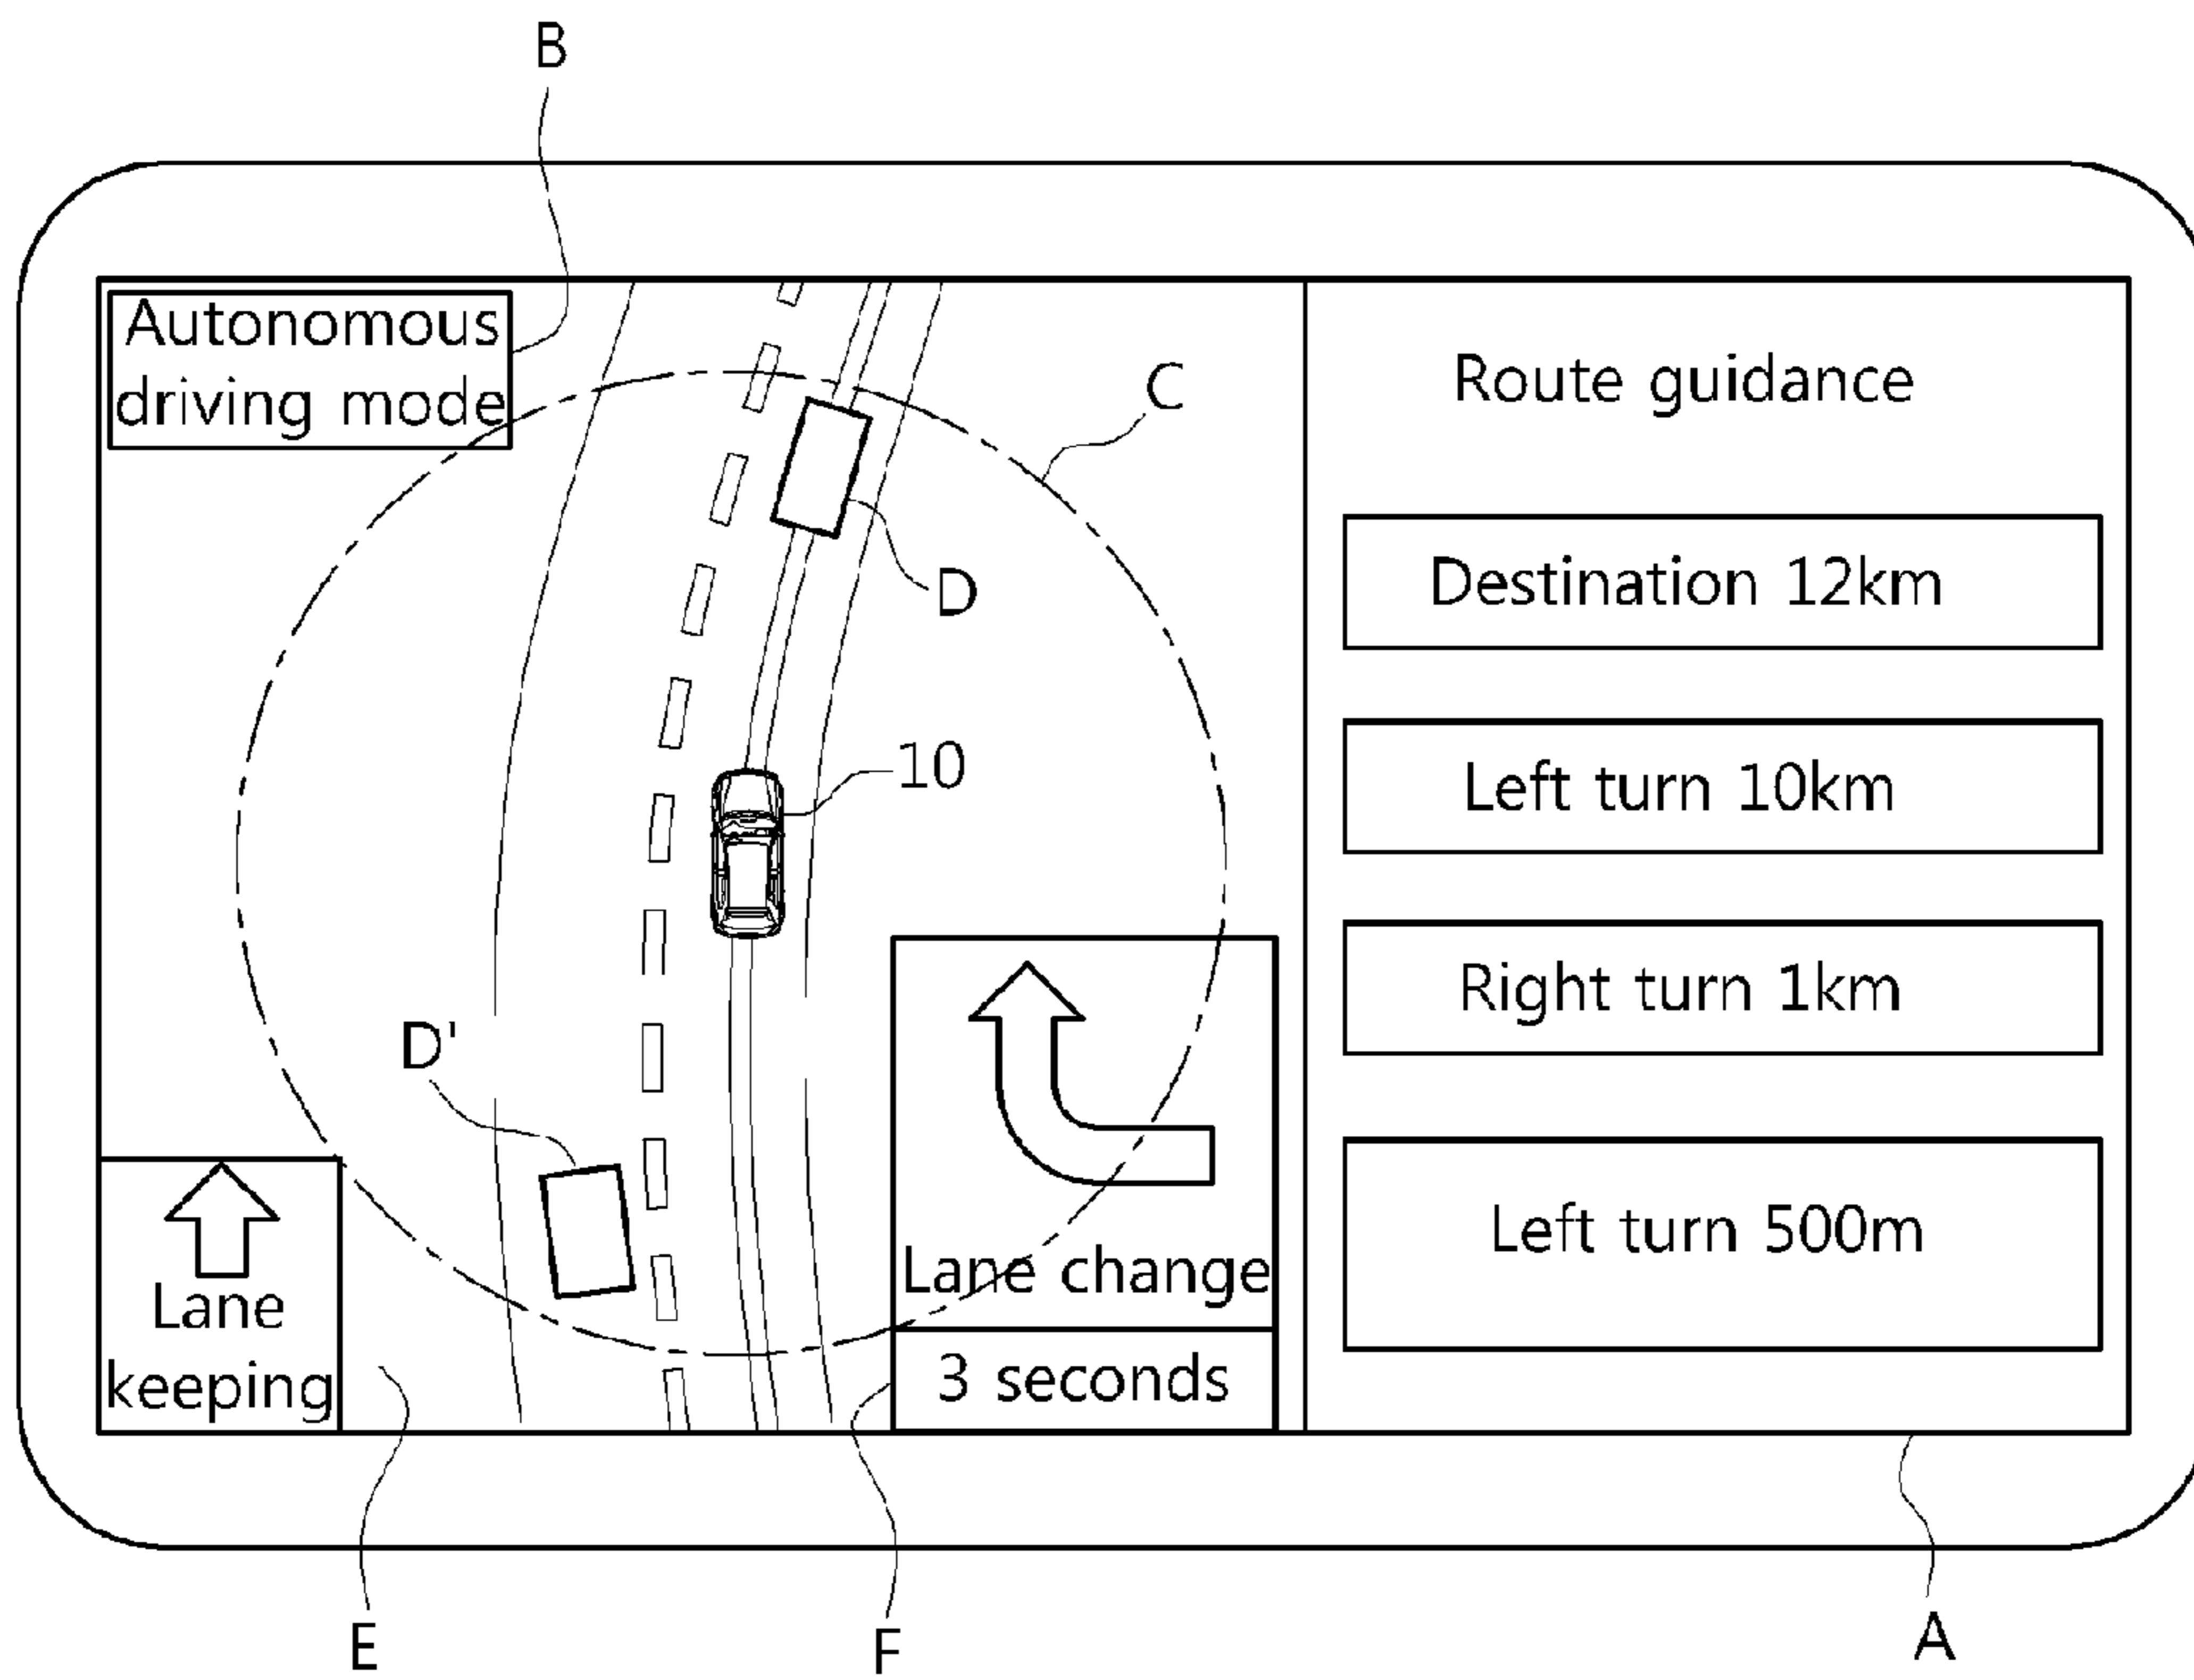 B
Autonomous
driving mode
C
Route guidance
D
Destination 12km
10
Left turn 10km
Right turn 1km
D'
Left turn 500m
Lane change
Lane
keeping
3 seconds
E
F
A